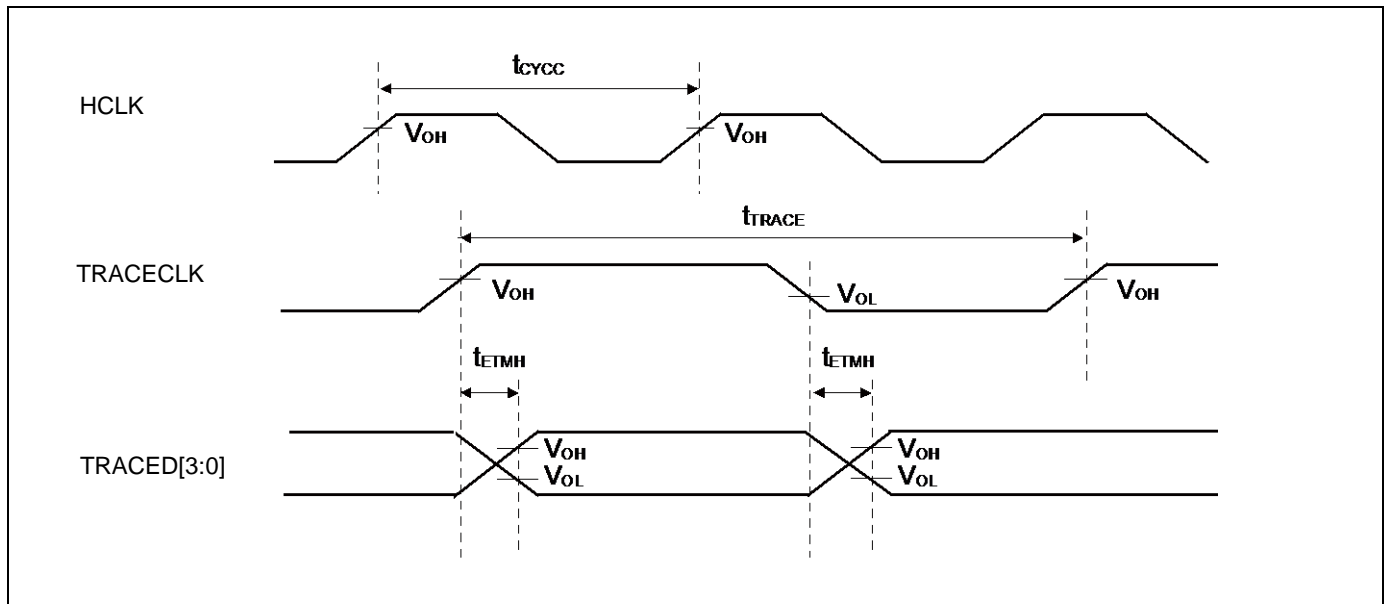 tCYCC
HCLK
VOH
VOH
tTRACE
TRACECLK
VOH
VOL
VOH
tETMH
tETMH
TRACED[3:0]
VOH
VOH
VOL
VOL